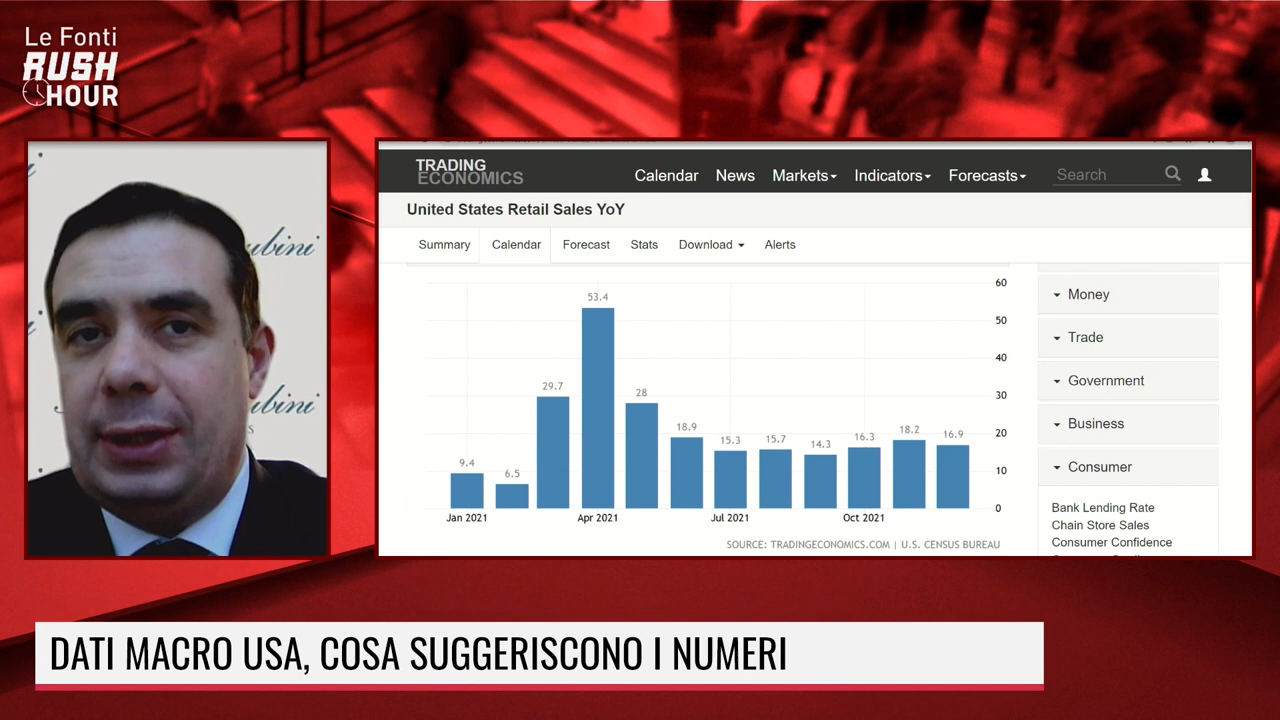 Le Fonti
RUSH
HOUR
TRADING
ECONOMICS
Calendar News Markets Indicators Forecasts Search
United States Retail Sales YoY
Summary Calendar Forecast Stats Download Alerts
60
50
40
30
20
10
0
9.4 6.5 29.7 53.4 28 18.9 15.3 15.7 14.3 16.3 18.2 16.9
Jan 2021 Apr 2021 Jul 2021 Oct 2021
SOURCE: TRADINGECONOMICS.COM | U.S. CENSUS BUREAU
Money
Trade
Government
Business
Consumer
Bank Lending Rate
Chain Store Sales
Consumer Confidence
DATI MACRO USA, COSA SUGGERISCONO I NUMERI